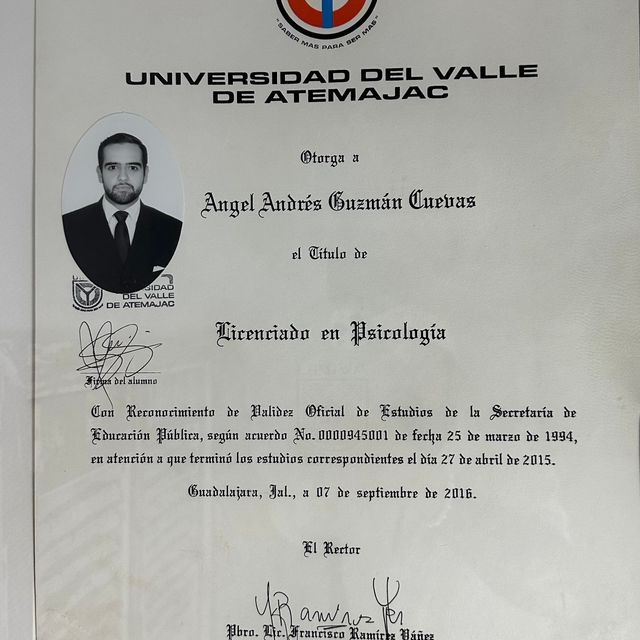 "SABER MAS PARA SER MAS"
UNIVERSIDAD DEL VALLE
DE ATEMAJAC
Otorga a
Angel Andrés Guzmán Cuevas
el Título de
SIDAD
DEL VALLE
DE ATEMAJAC
Licenciado en Psicología
Firma del alumno
Con Reconocimiento de Validez Oficial de Estudios de la Secretaría de
Educación Pública, según acuerdo No. 0000945001 de fecha 25 de marzo de 1994,
en atención a que terminó los estudios correspondientes el día 27 de abril de 2015.
Guadalajara, Jal., a 07 de septiembre de 2016.
El Rector
Pbro. Lic. Francisco Ramírez Yáñez